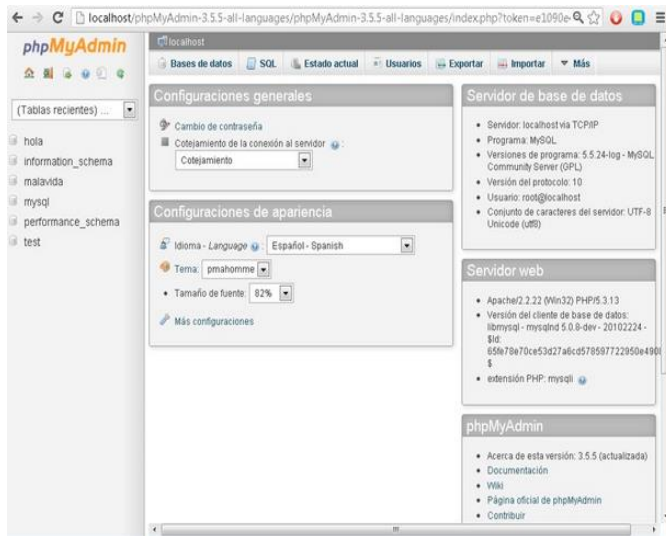 localhost/phpMyAdmin-3.5.5-all-languages/phpMyAdmin-3.5.5-all-languages/index.php?token=e1090e
phpMyAdmin
(Tablas recientes) ...
hola
information_schema
malavida
mysql
performance_schema
test
localhost
Bases de datos SQL Estado actual Usuarios Exportar Importar Más
Configuraciones generales
Cambio de contraseña
Cotejamiento de la conexión al servidor :
Cotejamiento
Configuraciones de apariencia
Idioma - Language : Español - Spanish
Tema: pmahomme
• Tamaño de fuente: 82%
Más configuraciones
Servidor de base de datos
• Servidor: localhost via TCP/IP
• Programa: MySQL
• Versiones de programa: 5.5.24-log - MySQL
Community Server (GPL)
• Versión del protocolo: 10
• Usuario: root@localhost
• Conjunto de caracteres del servidor: UTF-8
Unicode (utf8)
Servidor web
• Apache/2.2.22 (Win32) PHP/5.3.13
• Versión del cliente de base de datos:
libmysql - mysqlnd 5.0.8-dev - 20102224 -
$Id:
65fe78e70ce53d27a6cd578597722950e490
$
• extensión PHP: mysqli
phpMyAdmin
• Acerca de esta versión: 3.5.5 (actualizada)
• Documentación
• Wiki
• Página oficial de phpMyAdmin
• Contribuir